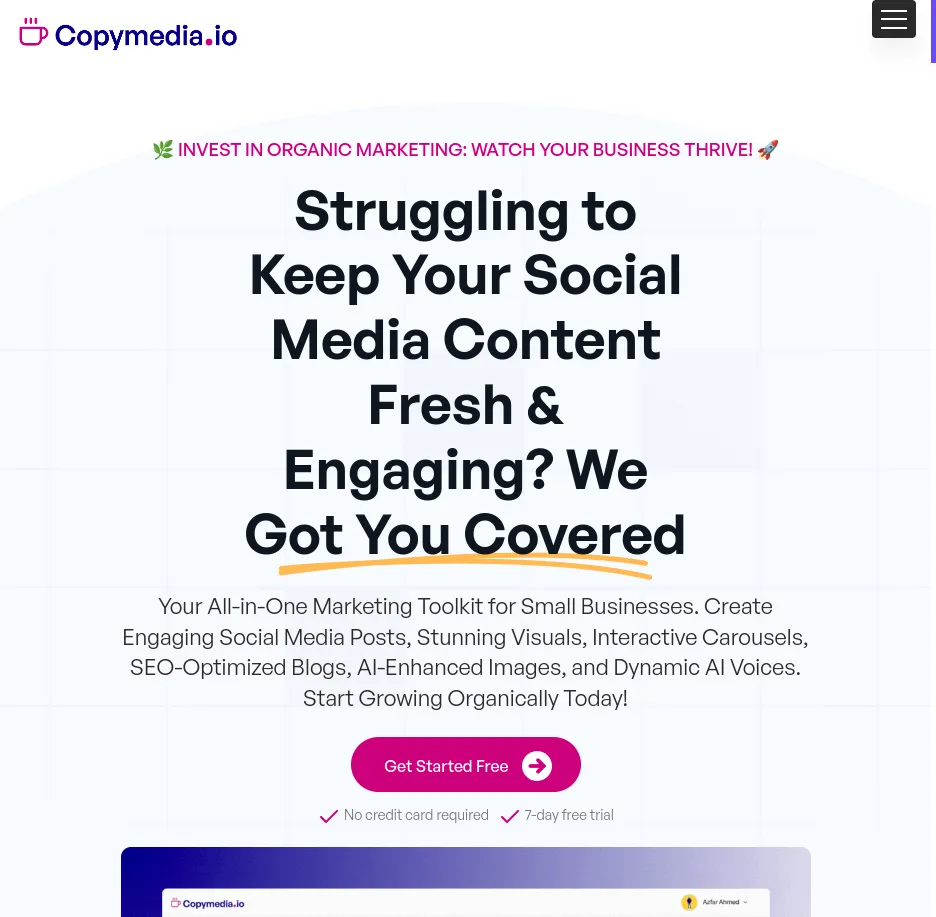 Copymedia.io
🌿 INVEST IN ORGANIC MARKETING: WATCH YOUR BUSINESS THRIVE! 🚀
Struggling to
Keep Your Social
Media Content
Fresh &
Engaging? We
Got You Covered
Your All-in-One Marketing Toolkit for Small Businesses. Create
Engaging Social Media Posts, Stunning Visuals, Interactive Carousels,
SEO-Optimized Blogs, AI-Enhanced Images, and Dynamic AI Voices.
Start Growing Organically Today!
Get Started Free
No credit card required 7-day free trial
Copymedia.io Azfar Ahmed